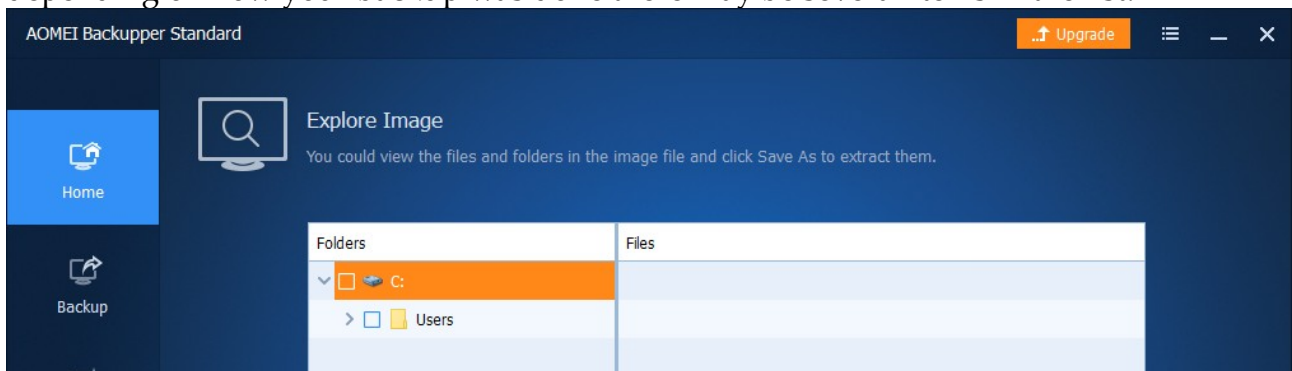 AOMEI Backupper Standard
Upgrade
Explore Image
You could view the files and folders in the image file and click Save As to extract them.
Home
Folders
Files
C:
Backup
Users